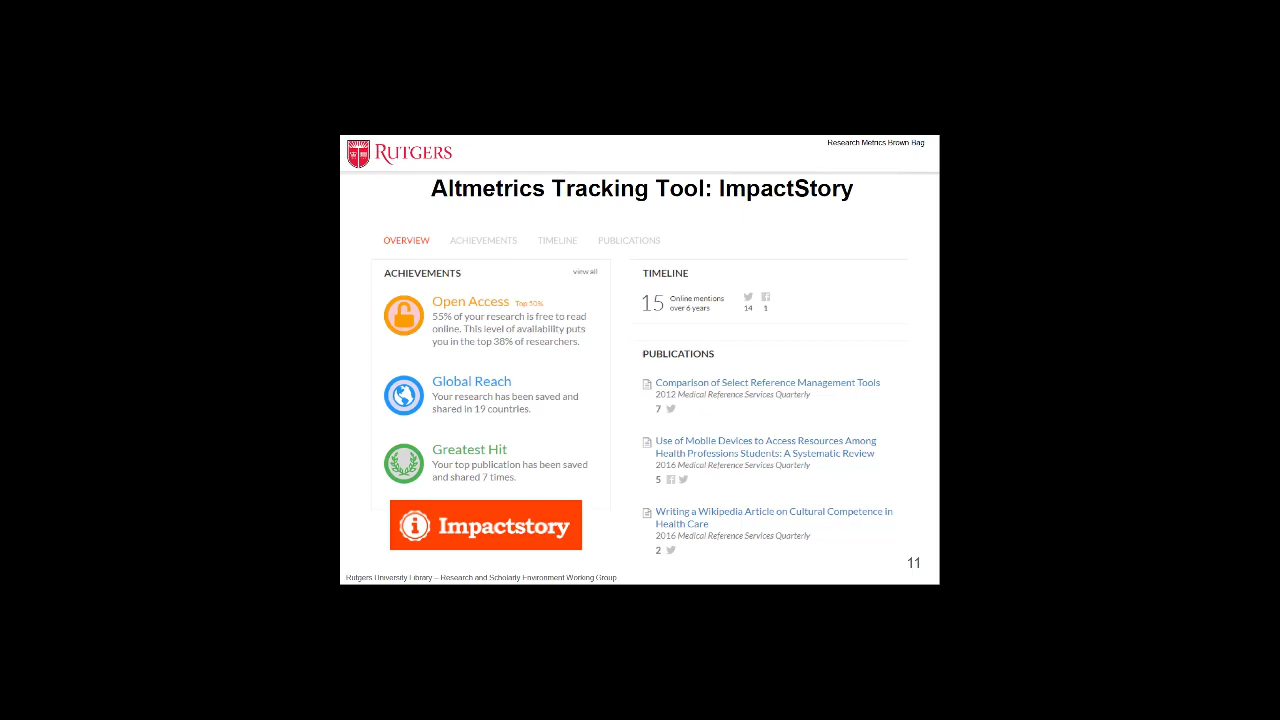 RUTGERS
Research Metrics Brown Bag
Altmetrics Tracking Tool: ImpactStory
OVERVIEW ACHIEVEMENTS TIMELINE PUBLICATIONS
ACHIEVEMENTS view all
Open Access Top 50%
55% of your research is free to read
online. This level of availability puts
you in the top 38% of researchers.
Global Reach
Your research has been saved and
shared in 19 countries.
Greatest Hit
Your top publication has been saved
and shared 7 times.
Impactstory
TIMELINE
15 Online mentions
over 6 years
14 1
PUBLICATIONS
Comparison of Select Reference Management Tools
2012 Medical Reference Services Quarterly
7
Use of Mobile Devices to Access Resources Among
Health Professions Students: A Systematic Review
2016 Medical Reference Services Quarterly
5
Writing a Wikipedia Article on Cultural Competence in
Health Care
2016 Medical Reference Services Quarterly
2
11
Rutgers University Library – Research and Scholarly Environment Working Group